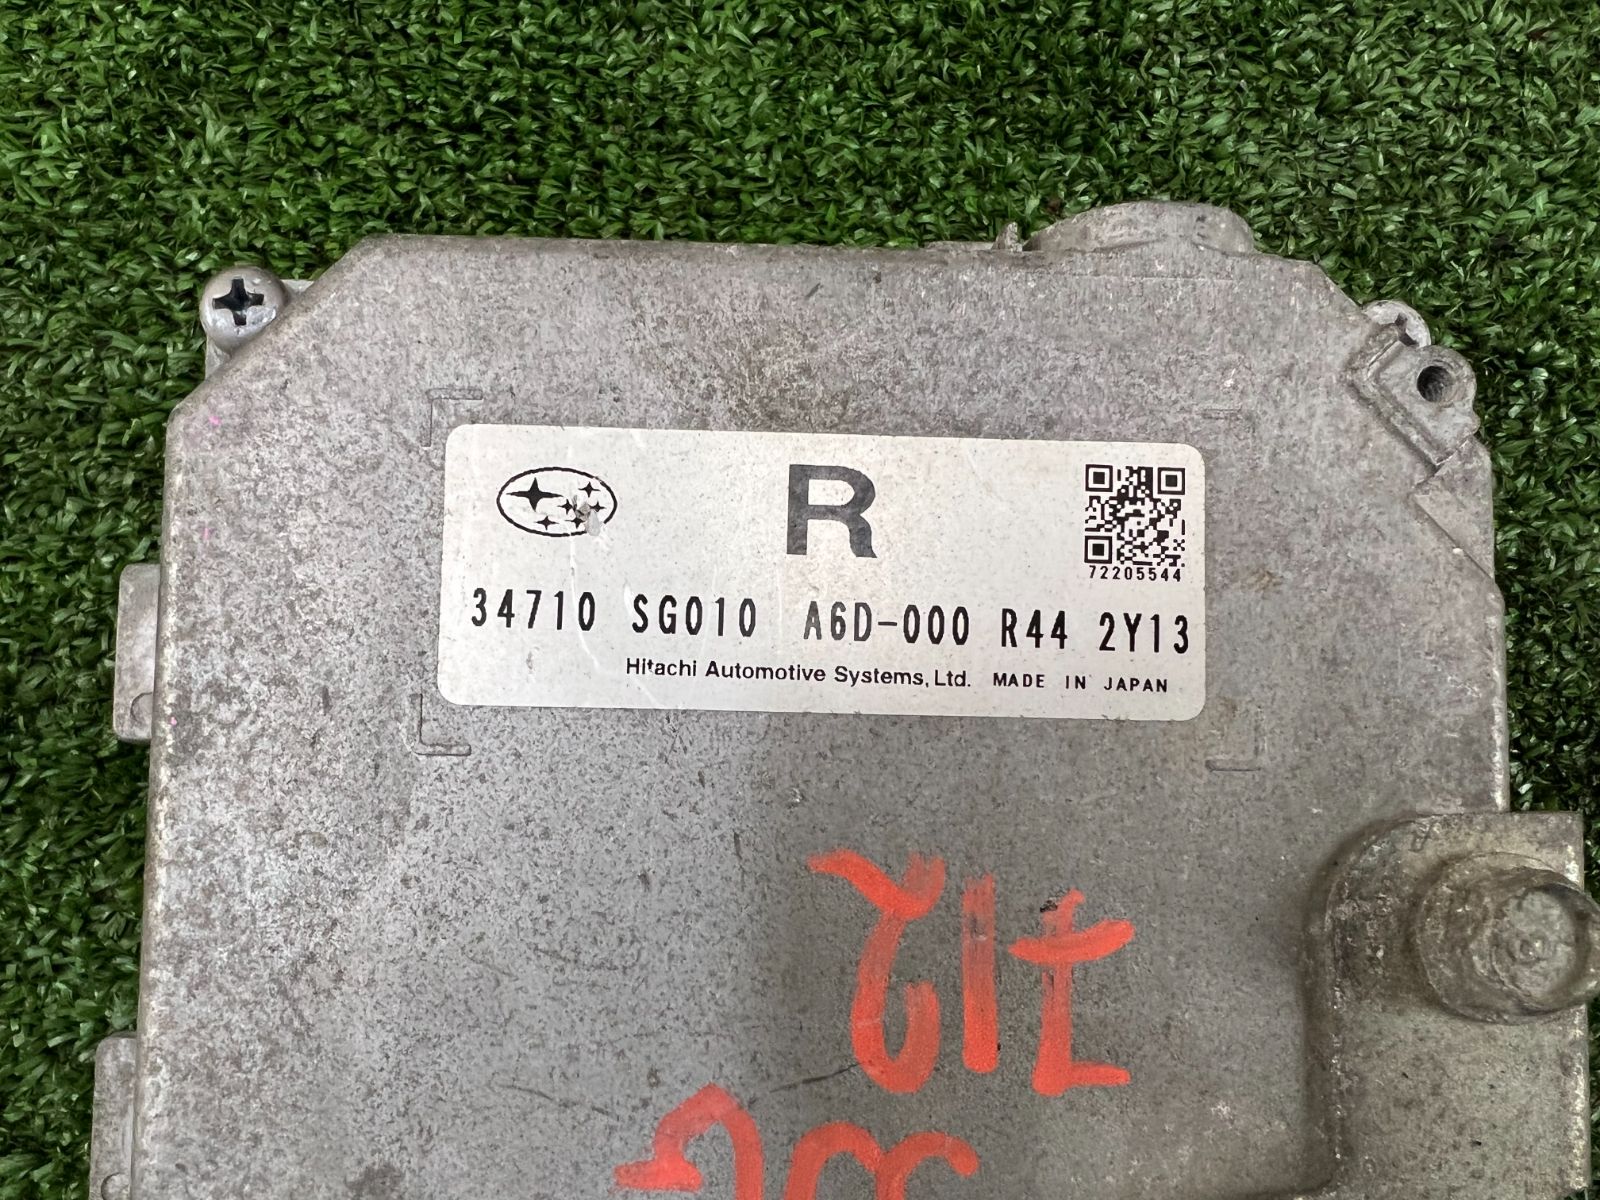 R
72205544
34710 SG010 A6D-000 R44 2Y13
Hitachi Automotive Systems, Ltd. MADE IN JAPAN